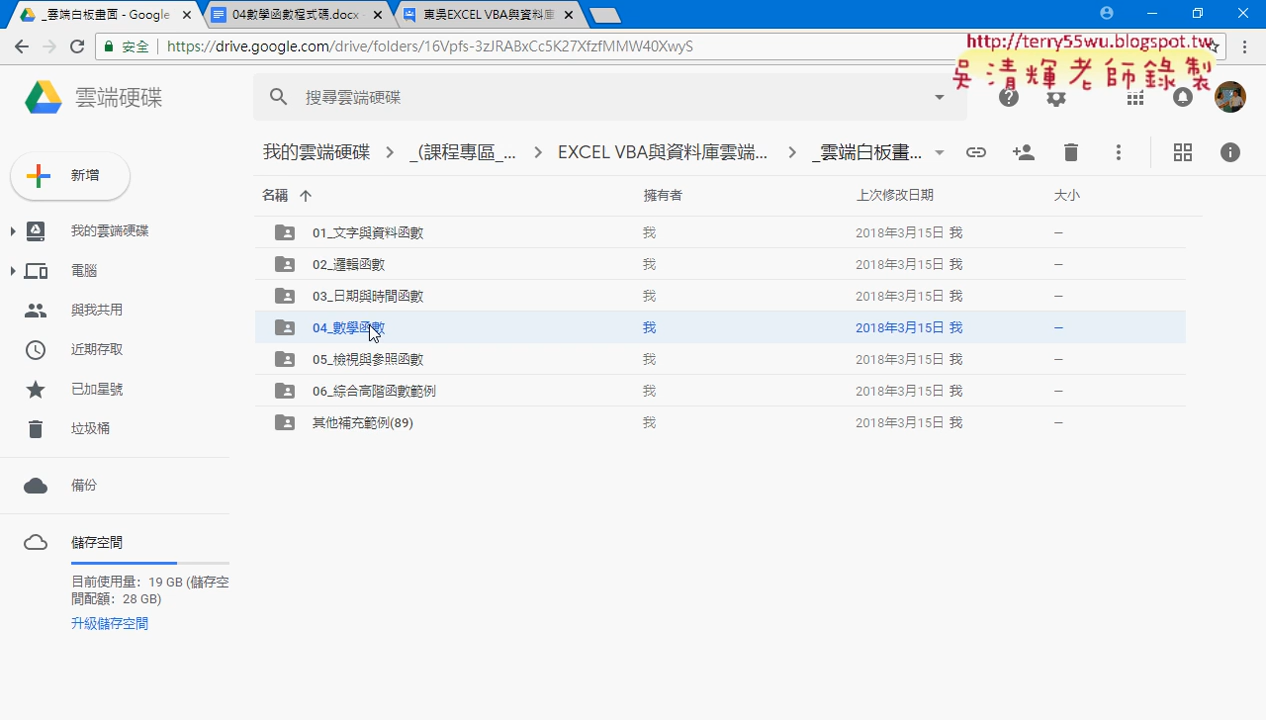 _雲端白板畫面 - Google
04數學函數程式碼.docx -
東吳EXCEL VBA與資料庫
安全
https://drive.google.com/drive/folders/16Vpfs-3zJRABxCc5K27XfzfMMW40XwyS
http://terry55wu.blogspot.tw
吳清輝老師錄製
雲端硬碟
搜尋雲端硬碟
新增
我的雲端硬碟
_(課程專區_...
EXCEL VBA與資料庫雲端...
_雲端白板畫...
名稱
擁有者
上次修改日期
大小
01_文字與資料函數
我
2018年3月15日 我
–
02_邏輯函數
我
2018年3月15日 我
–
03_日期與時間函數
我
2018年3月15日 我
–
04_數學函數
我
2018年3月15日 我
–
05_檢視與參照函數
我
2018年3月15日 我
–
06_綜合高階函數範例
我
2018年3月15日 我
–
其他補充範例(89)
我
2018年3月15日 我
–
我的雲端硬碟
電腦
與我共用
近期存取
已加星號
垃圾桶
備份
儲存空間
目前使用量：19 GB (儲存空
間配額：28 GB)
升級儲存空間